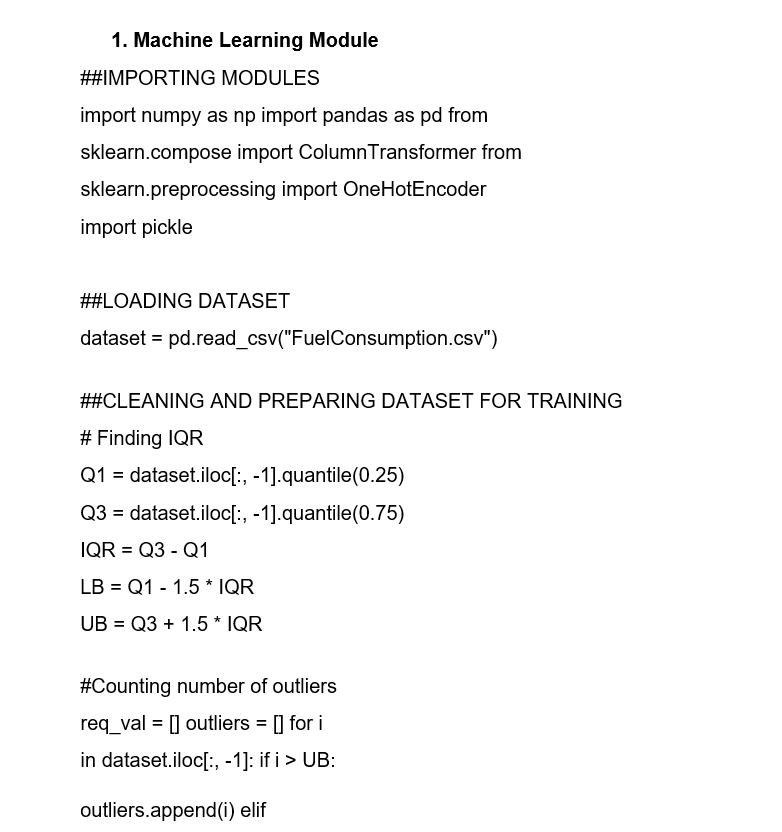 1. Machine Learning Module
##IMPORTING MODULES
import numpy as np import pandas as pd from
sklearn.compose import ColumnTransformer from
sklearn.preprocessing import OneHotEncoder
import pickle
##LOADING DATASET
dataset = pd.read_csv("FuelConsumption.csv")
##CLEANING AND PREPARING DATASET FOR TRAINING
# Finding IQR
Q1 = dataset.iloc[:, -1].quantile(0.25)
Q3 = dataset.iloc[:, -1].quantile(0.75)
IQR = Q3 - Q1
LB = Q1 - 1.5 * IQR
UB = Q3 + 1.5 * IQR
#Counting number of outliers
req_val = [] outliers = [] for i
in dataset.iloc[:, -1]: if i > UB:
outliers.append(i) elif